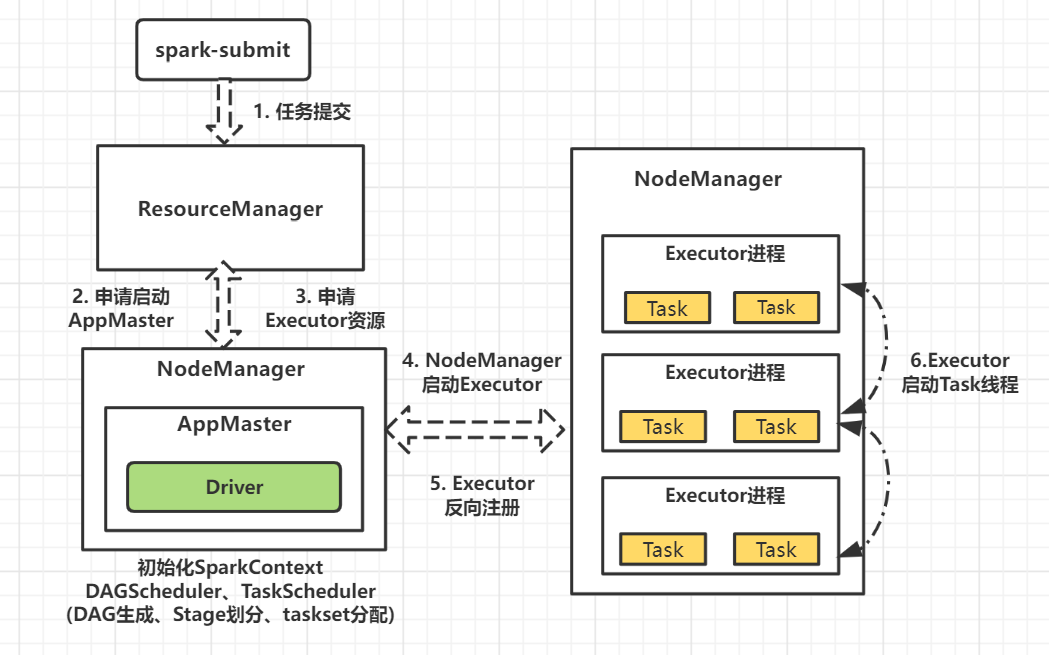 spark-submit
1. 任务提交
ResourceManager
2. 申请启动
AppMaster
3. 申请
Executor资源
NodeManager
AppMaster
Driver
初始化SparkContext
DAGScheduler、TaskScheduler
(DAG生成、Stage划分、taskset分配)
4. NodeManager
启动Executor
5. Executor
反向注册
NodeManager
Executor进程
Task
Task
Executor进程
Task
Task
Executor进程
Task
Task
6.Executor
启动Task线程